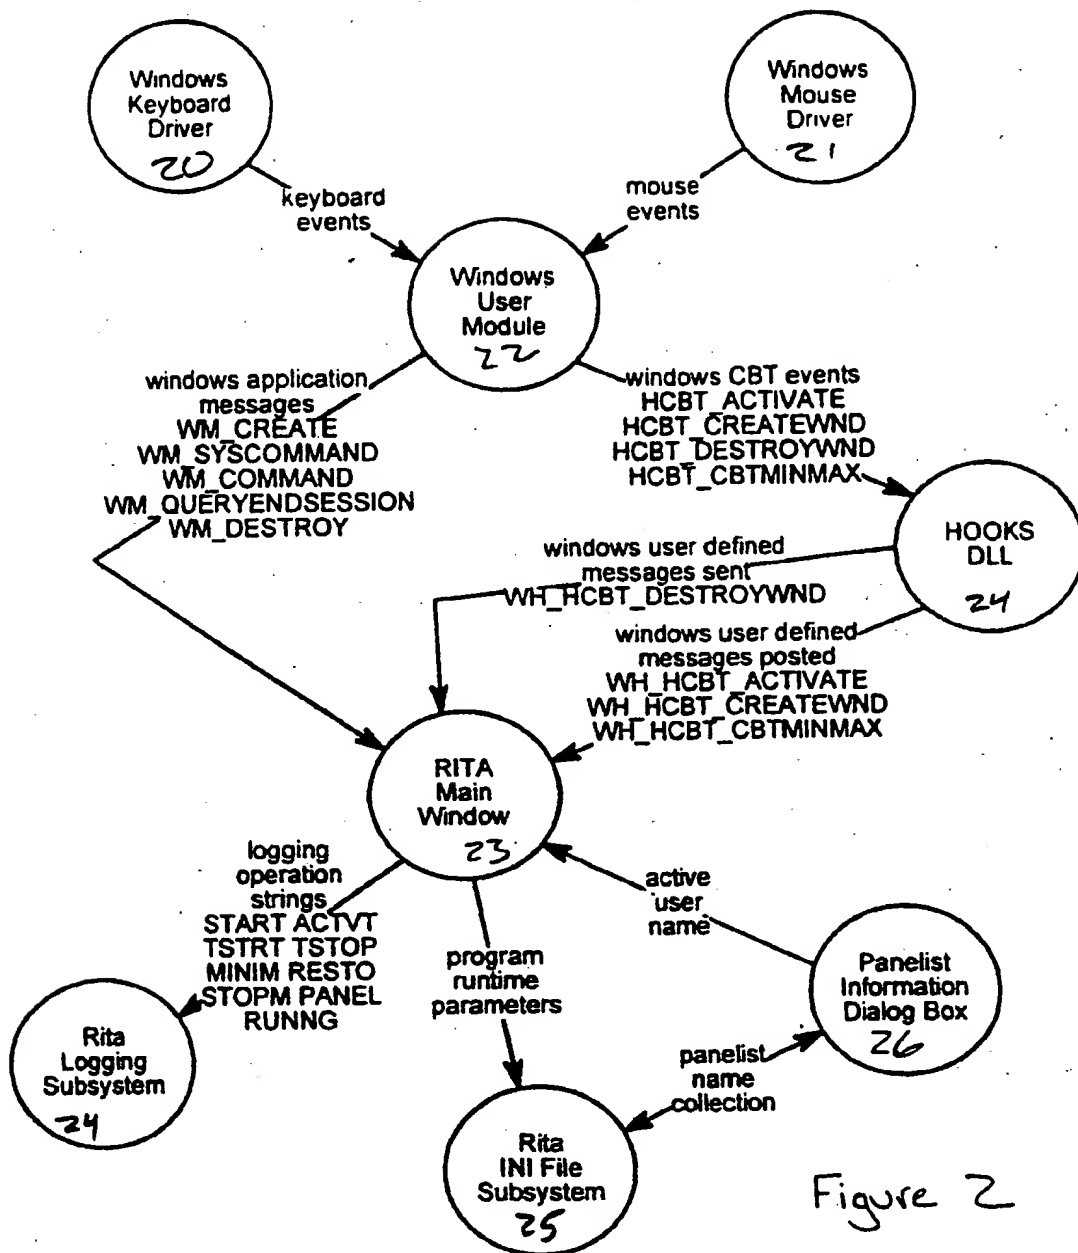 Windows
Keyboard
Driver
20
Windows
Mouse
Driver
21
keyboard
events
mouse
events
Windows
User
Module
22
windows application
messages
WM_CREATE
WM_SYSCOMMAND
WM_COMMAND
WM_QUERYENDSESSION
WM_DESTROY
windows CBT events
HCBT_ACTIVATE
HCBT_CREATEWND
HCBT_DESTROYWND
HCBT_CBTMINMAX
HOOKS
DLL
24
windows user defined
messages sent
WH_HCBT_DESTROYWND
windows user defined
messages posted
WH_HCBT_ACTIVATE
WH_HCBT_CREATEWND
WH_HCBT_CBTMINMAX
RITA
Main
Window
23
logging
operation
strings
START ACTVT
TSTRT TSTOP
MINIM RESTO
STOPM PANEL
RUNNG
program
runtime
parameters
active
user
name
Panelist
Information
Dialog Box
26
panelist
name
collection
Rita
Logging
Subsystem
24
Rita
INI File
Subsystem
25
Figure 2